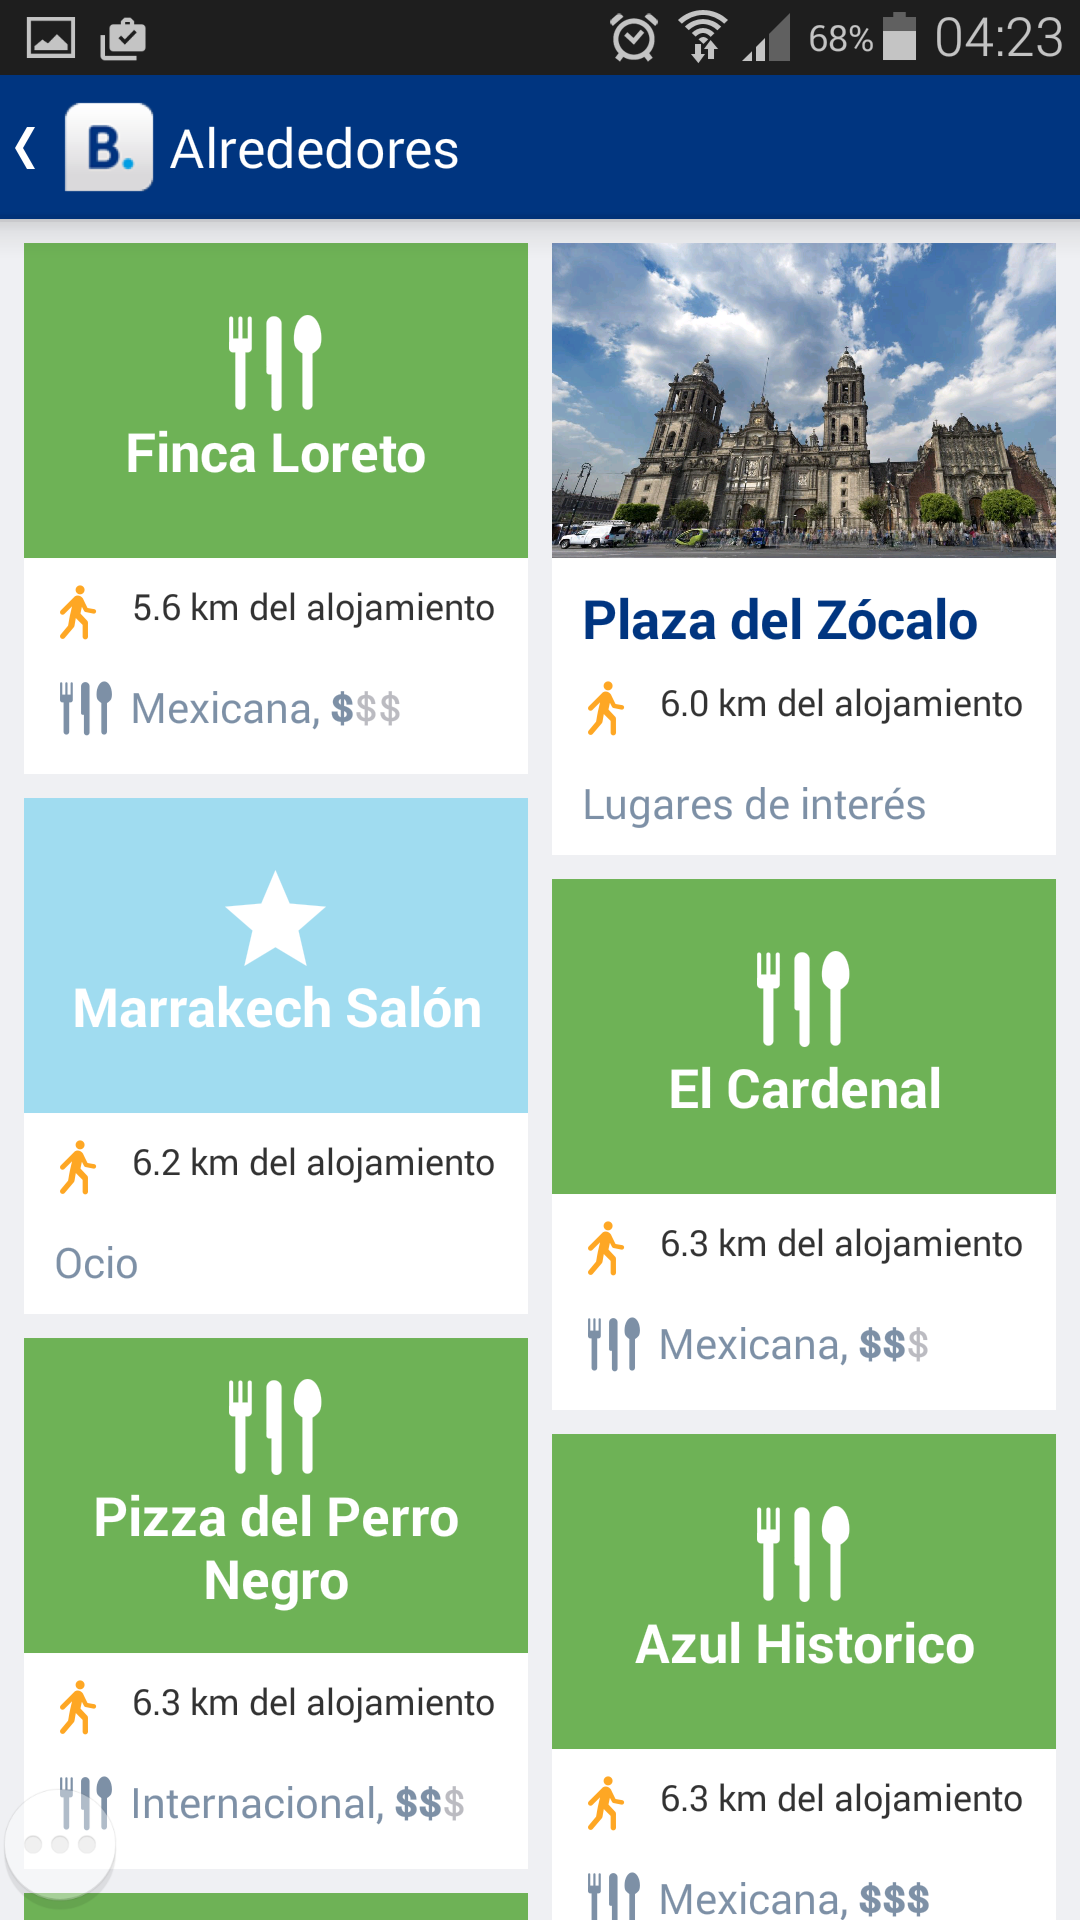 68% 04:23
B. Alrededores
Finca Loreto
5.6 km del alojamiento
Mexicana, $$$
Plaza del Zócalo
6.0 km del alojamiento
Lugares de interés
Marrakech Salón
6.2 km del alojamiento
Ocio
El Cardenal
6.3 km del alojamiento
Mexicana, $$$
Pizza del Perro
Negro
6.3 km del alojamiento
Internacional, $$$
Azul Historico
6.3 km del alojamiento
Mexicana, $$$